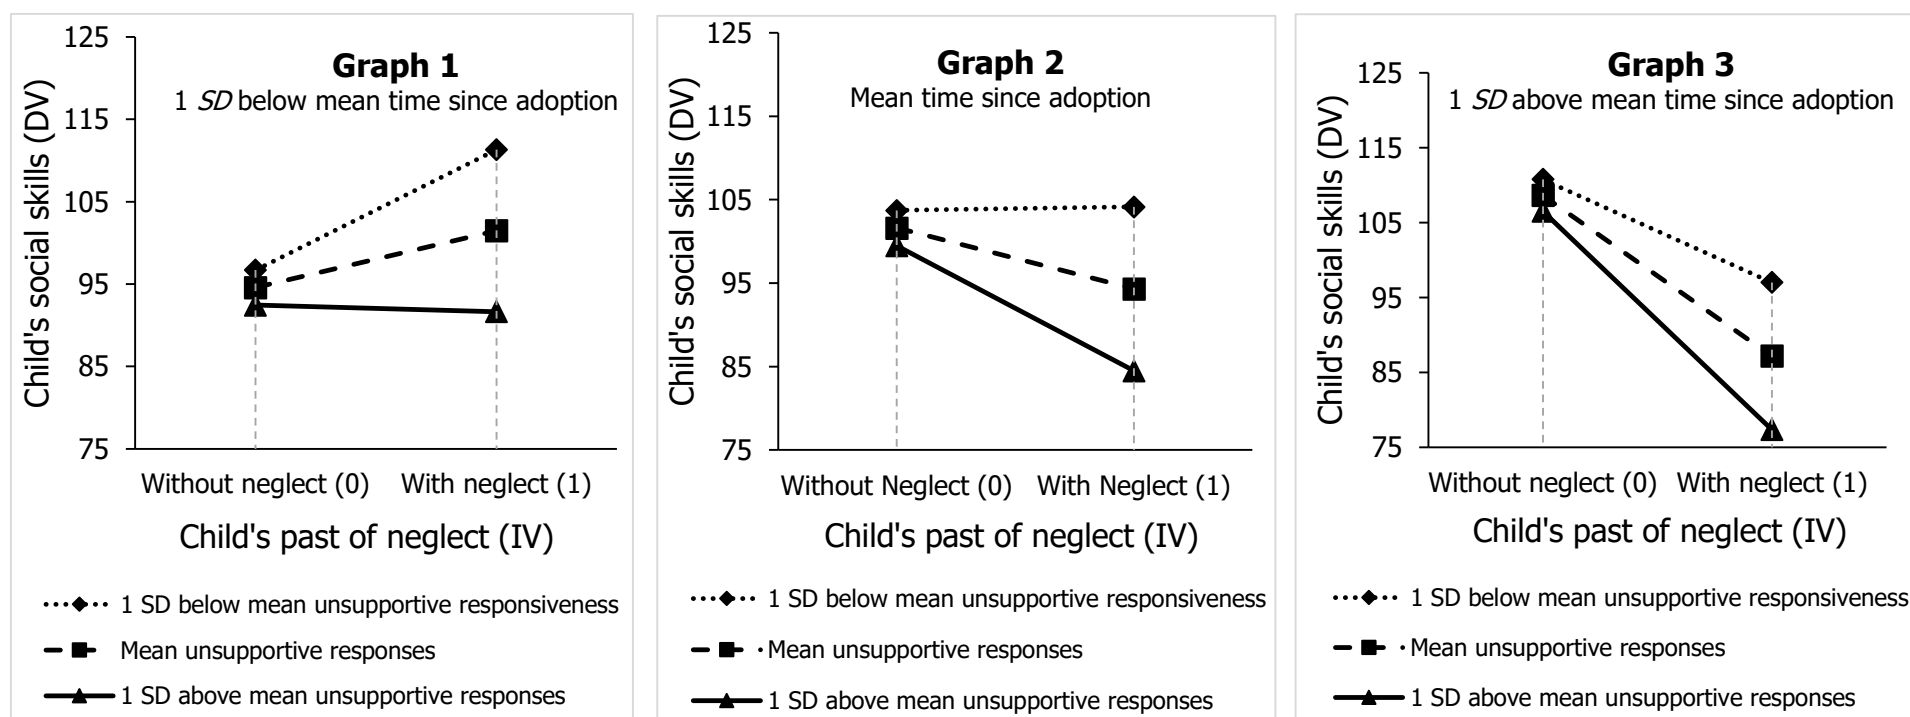 Graph 1
1 SD below mean time since adoption
Child's social skills (DV)
125
115
105
95
85
75
Without neglect (0) With neglect (1)
Child's past of neglect (IV)
1 SD below mean unsupportive responsiveness
Mean unsupportive responses
1 SD above mean unsupportive responses
Graph 2
Mean time since adoption
Child's social skills (DV)
125
115
105
95
85
75
Without Neglect (0) With Neglect (1)
Child's past of neglect (IV)
1 SD below mean unsupportive responsiveness
Mean unsupportive responses
1 SD above mean unsupportive responses
Graph 3
1 SD above mean time since adoption
Child's social skills (DV)
125
115
105
95
85
75
Without neglect (0) With neglect (1)
Child's past of neglect (IV)
1 SD below mean unsupportive responsiveness
Mean unsupportive responses
1 SD above mean unsupportive responses